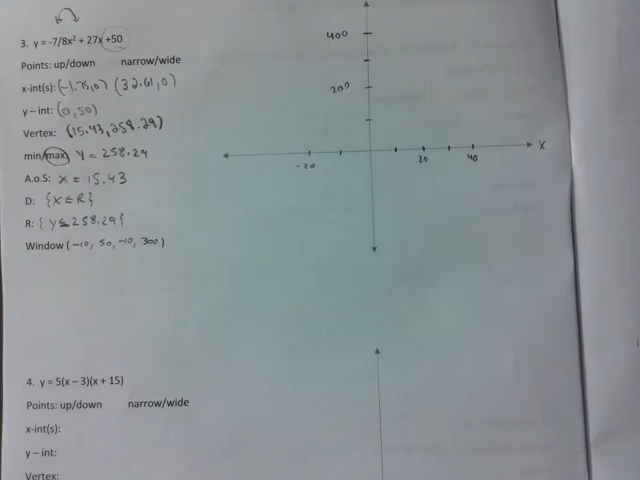 3. y = -7/8x² + 27x +50
Points: up/down narrow/wide
x-int(s): (-1.75,0) (32.61,0)
y – int: (0,50)
Vertex: (15.43, 258.29)
min/max, y = 258.29
A.o.S: x = 15.43
D: {x∈R}
R: { y≤258.29}
Window (-10, 50, -10, 300)
400
200
-20 20 40 X
4. y = 5(x – 3)(x + 15)
Points: up/down narrow/wide
x-int(s):
y – int:
Vertex: